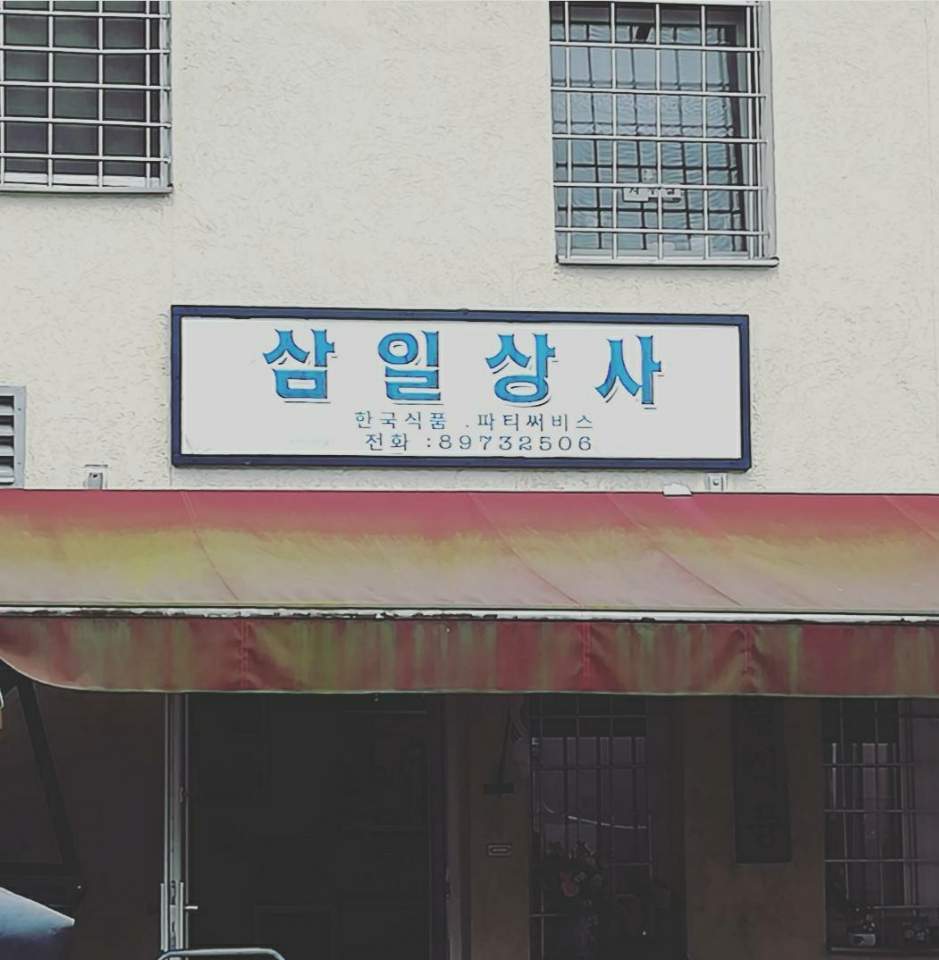 삼일상사
한국식품 .파티써비스
전화 :89732506